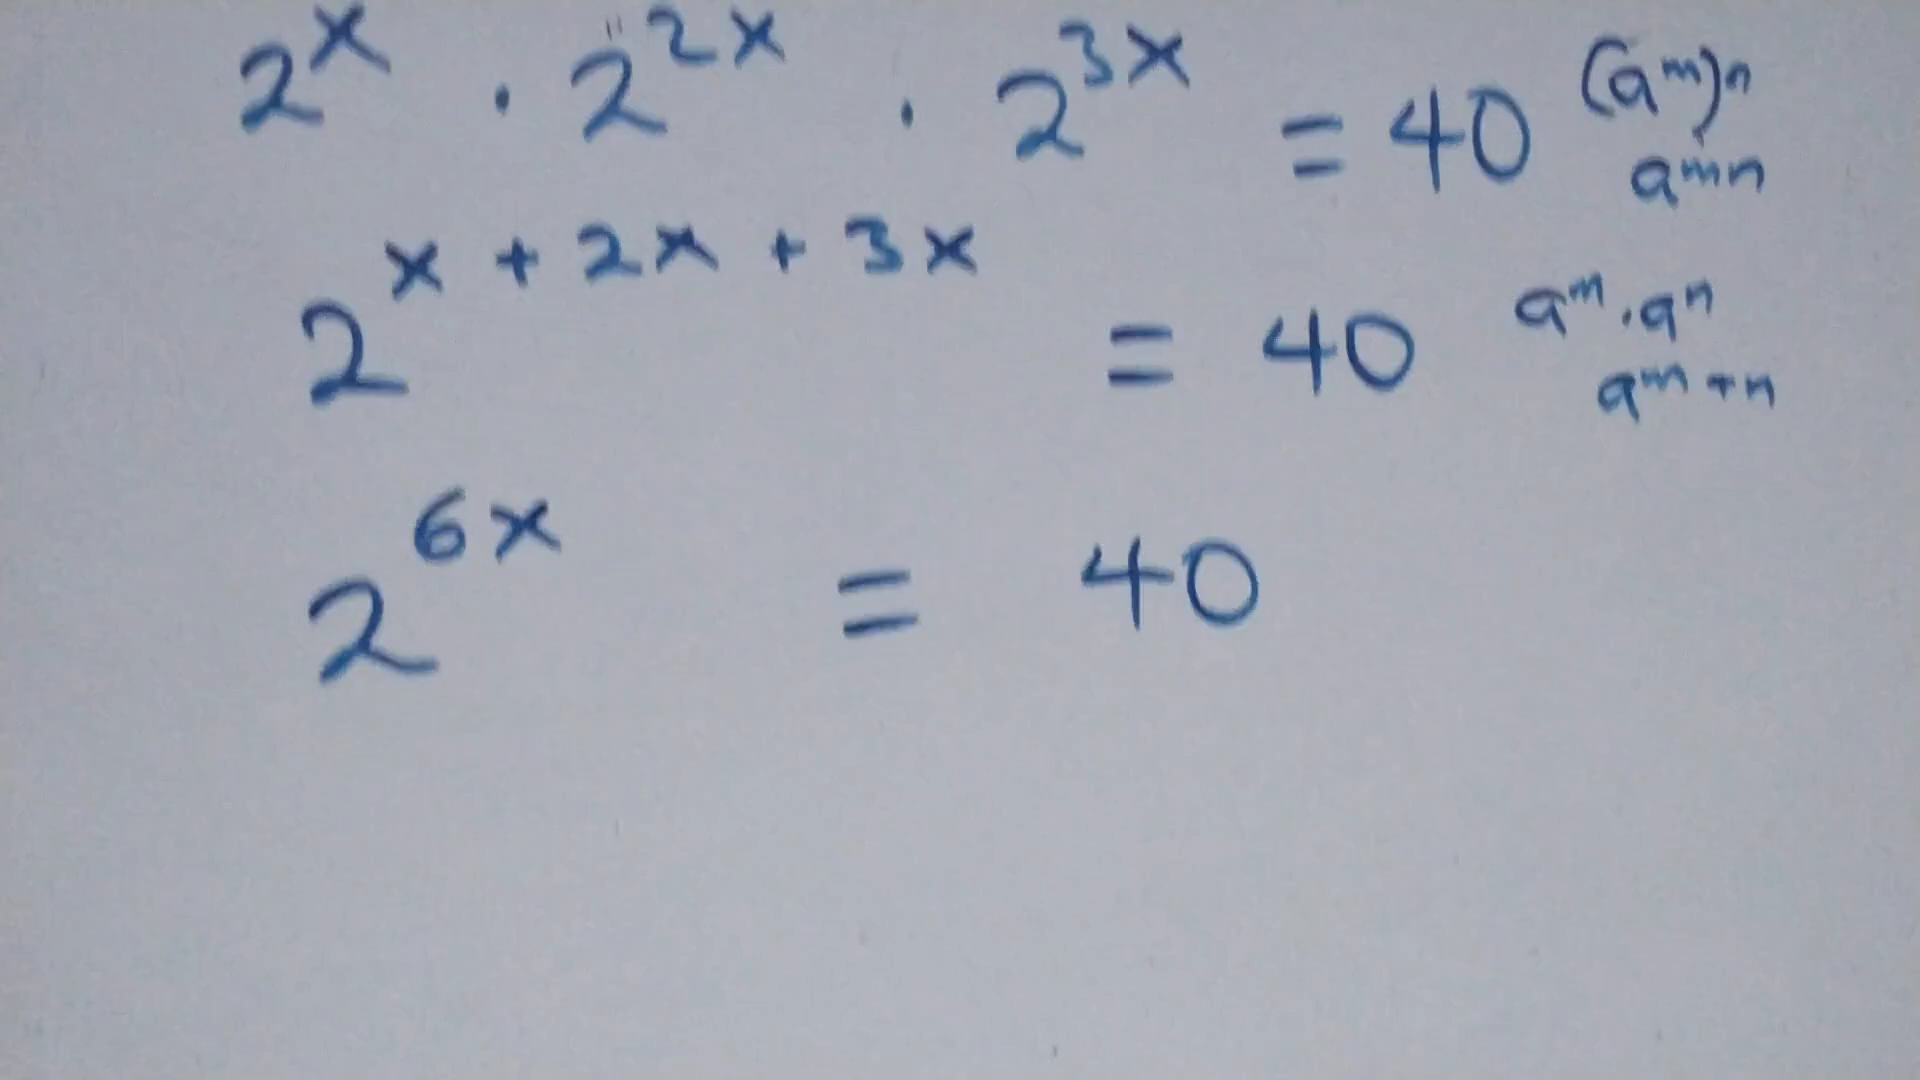 2^x · 2^2x · 2^3x = 40 (a^m)^n
a^mn
2^x + 2x + 3x = 40 a^m · a^n
a^m + n
2^6x = 40